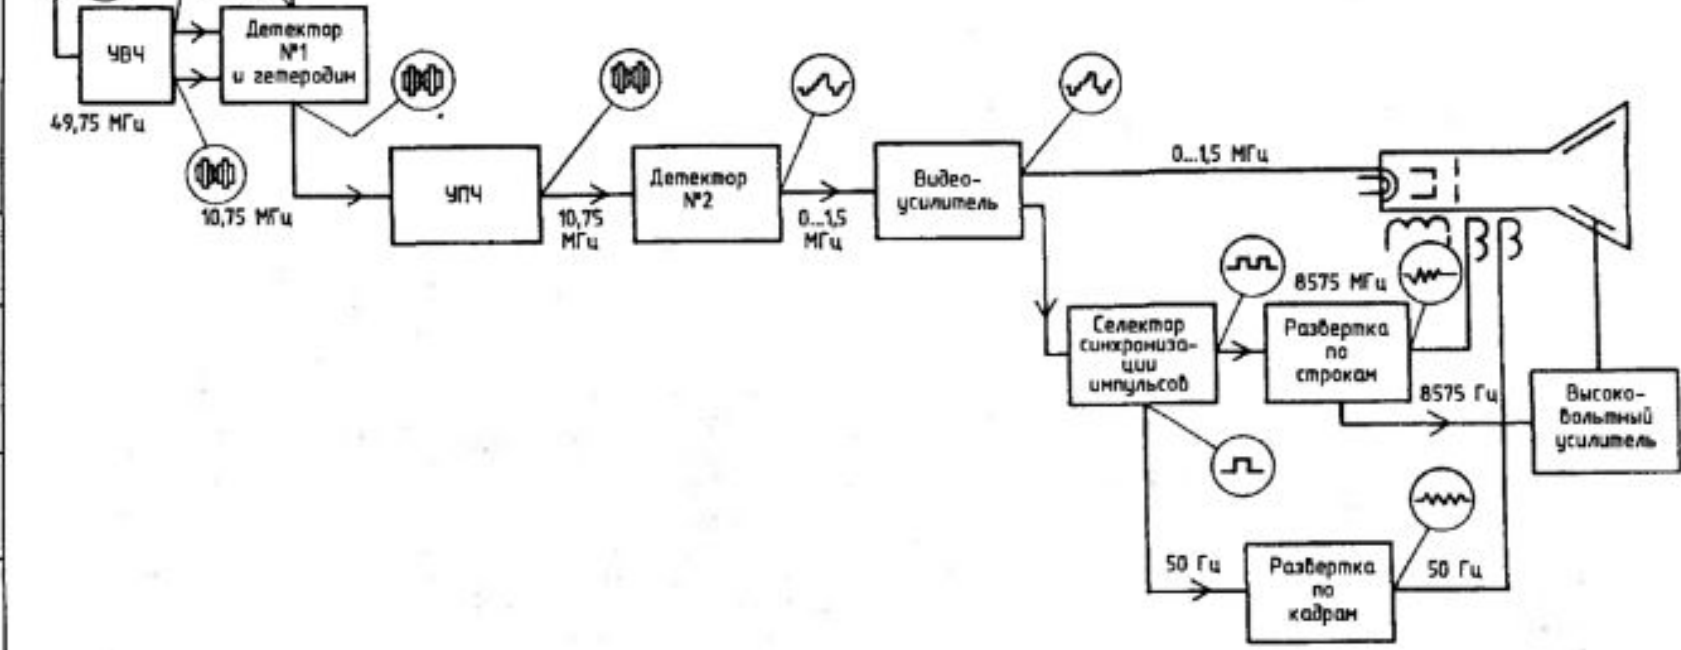 УВЧ
49,75 МГц
Детектор
№1
и гетеродин
10,75 МГц
УПЧ
10,75
МГц
Детектор
№2
0...1,5
МГц
Видео-
усилитель
0...1,5 МГц
Селектор
синхрониза-
ции
импульсов
8575 МГц
Развертка
по
строкам
8575 Гц
Высоко-
вольтный
усилитель
50 Гц
Развертка
по
кадрам
50 Гц